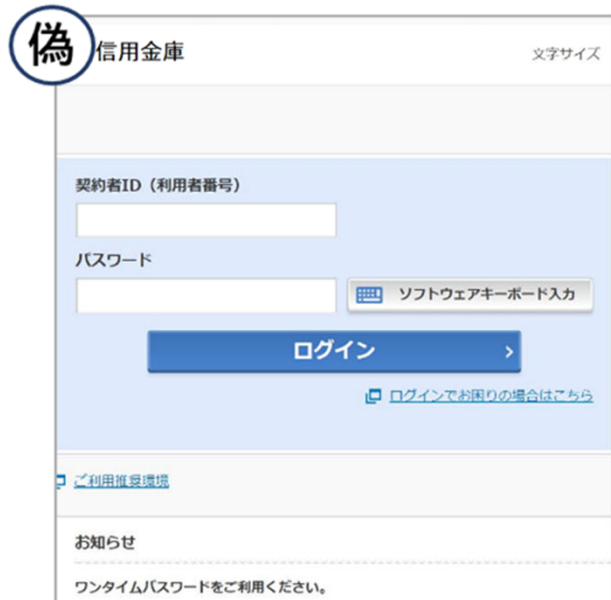 偽
信用金庫
文字サイズ
契約者ID（利用者番号）
パスワード
ソフトウェアキーボード入力
ログイン
ログインでお困りの場合はこちら
ご利用推奨環境
お知らせ
ワンタイムパスワードをご利用ください。